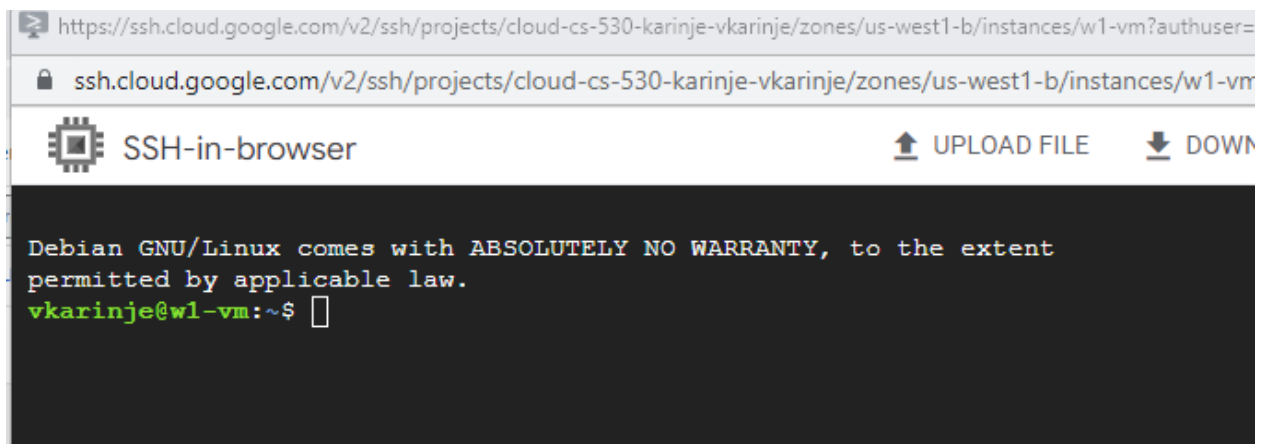 https://ssh.cloud.google.com/v2/ssh/projects/cloud-cs-530-karinje-vkarinje/zones/us-west1-b/instances/w1-vm?authuser=
ssh.cloud.google.com/v2/ssh/projects/cloud-cs-530-karinje-vkarinje/zones/us-west1-b/instances/w1-vm
SSH-in-browser UPLOAD FILE DOWN
Debian GNU/Linux comes with ABSOLUTELY NO WARRANTY, to the extent
permitted by applicable law.
vkarinje@w1-vm:~$